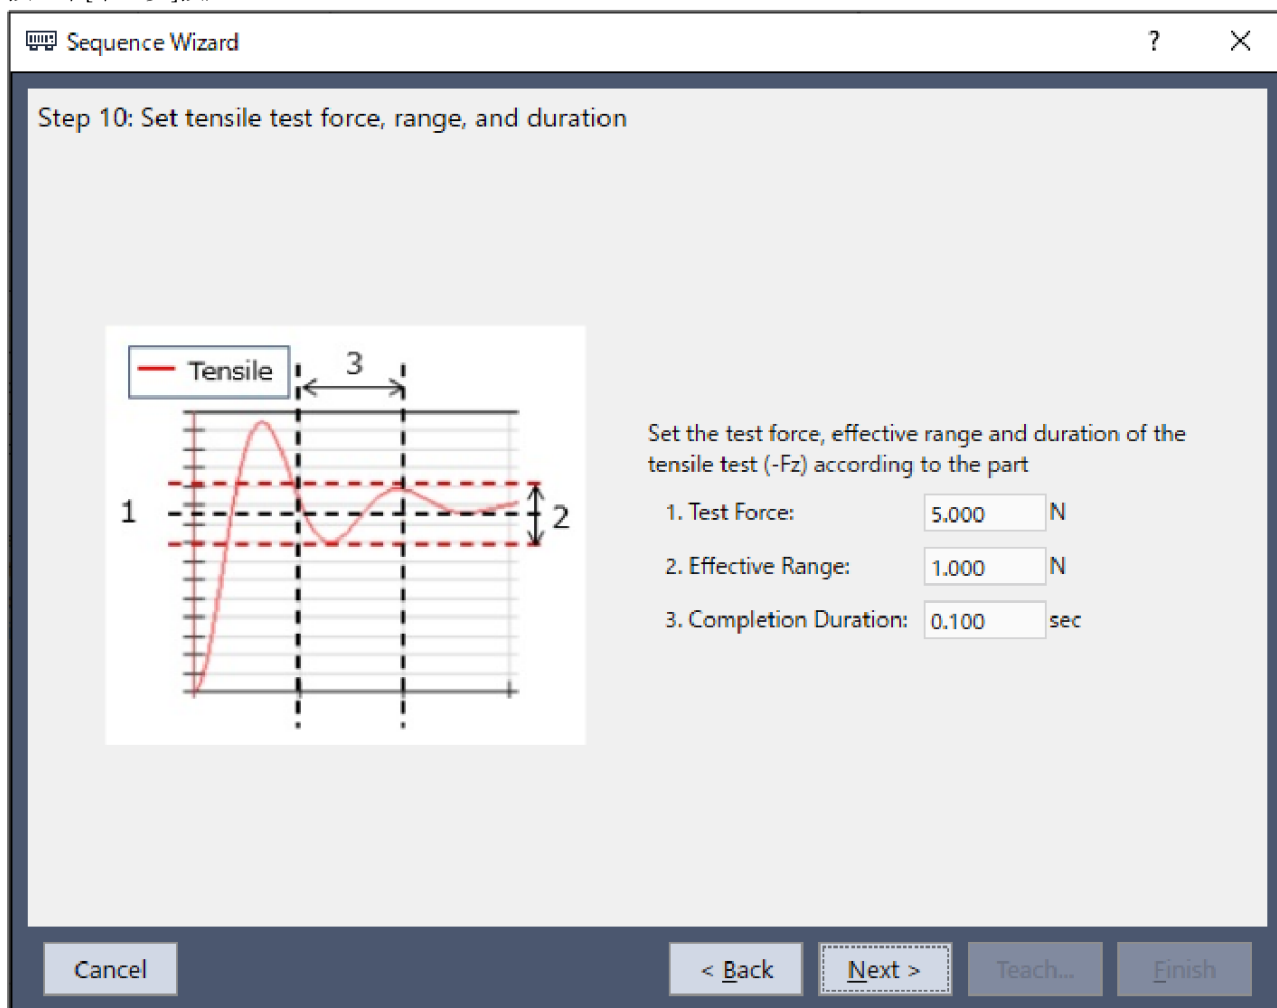 Sequence Wizard
?
Step 10: Set tensile test force, range, and duration
Tensile
3
1
2
Set the test force, effective range and duration of the
tensile test (-Fz) according to the part
1. Test Force: 5.000 N
2. Effective Range: 1.000 N
3. Completion Duration: 0.100 sec
Cancel
< Back
Next >
Teach...
Finish